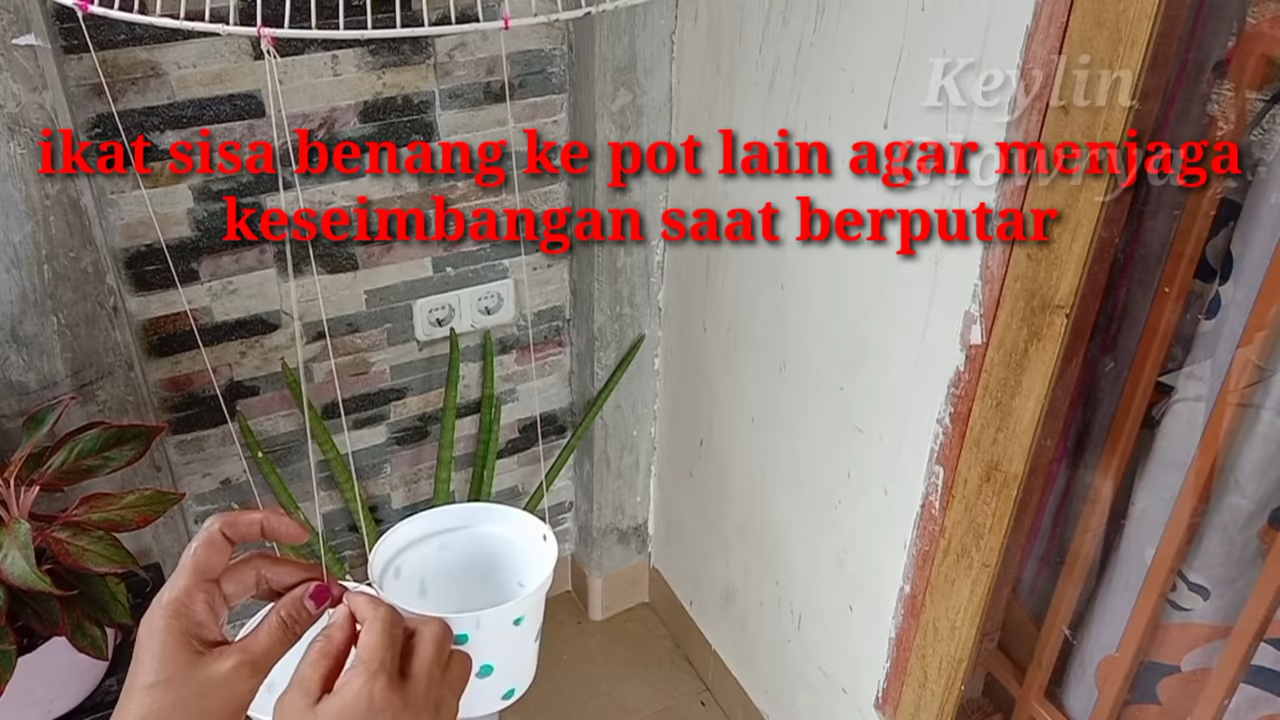 Keylin
ikat sisa benang ke pot lain agar menjaga
keseimbangan saat berputar